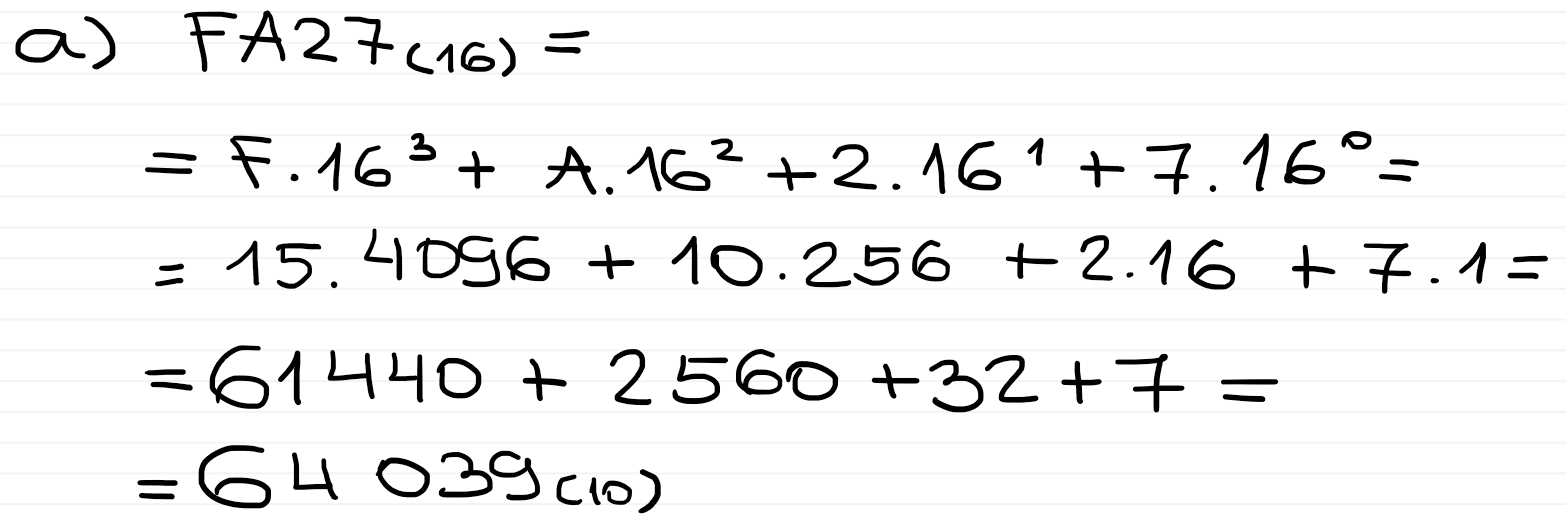 a) FA27₍₁₆₎ =
= F.16³ + A.16² + 2.16¹ + 7.16⁰ =
= 15.4096 + 10.256 + 2.16 + 7.1 =
= 61440 + 2560 + 32 + 7 =
= 64 039₍₁₀₎